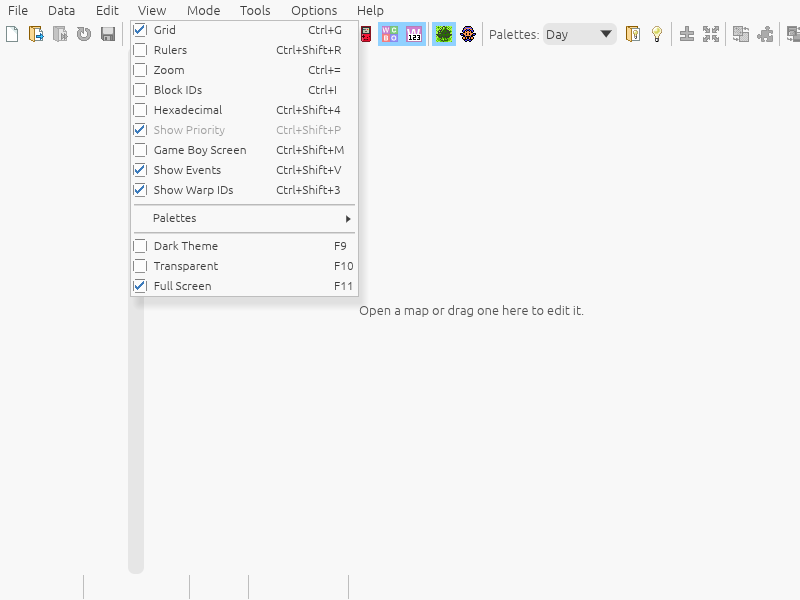 File Data Edit View Mode Tools Options Help
Palettes: Day
Grid Ctrl+G
Rulers Ctrl+Shift+R
Zoom Ctrl+=
Block IDs Ctrl+I
Hexadecimal Ctrl+Shift+4
Show Priority Ctrl+Shift+P
Game Boy Screen Ctrl+Shift+M
Show Events Ctrl+Shift+V
Show Warp IDs Ctrl+Shift+3
Palettes
Dark Theme F9
Transparent F10
Full Screen F11
Open a map or drag one here to edit it.